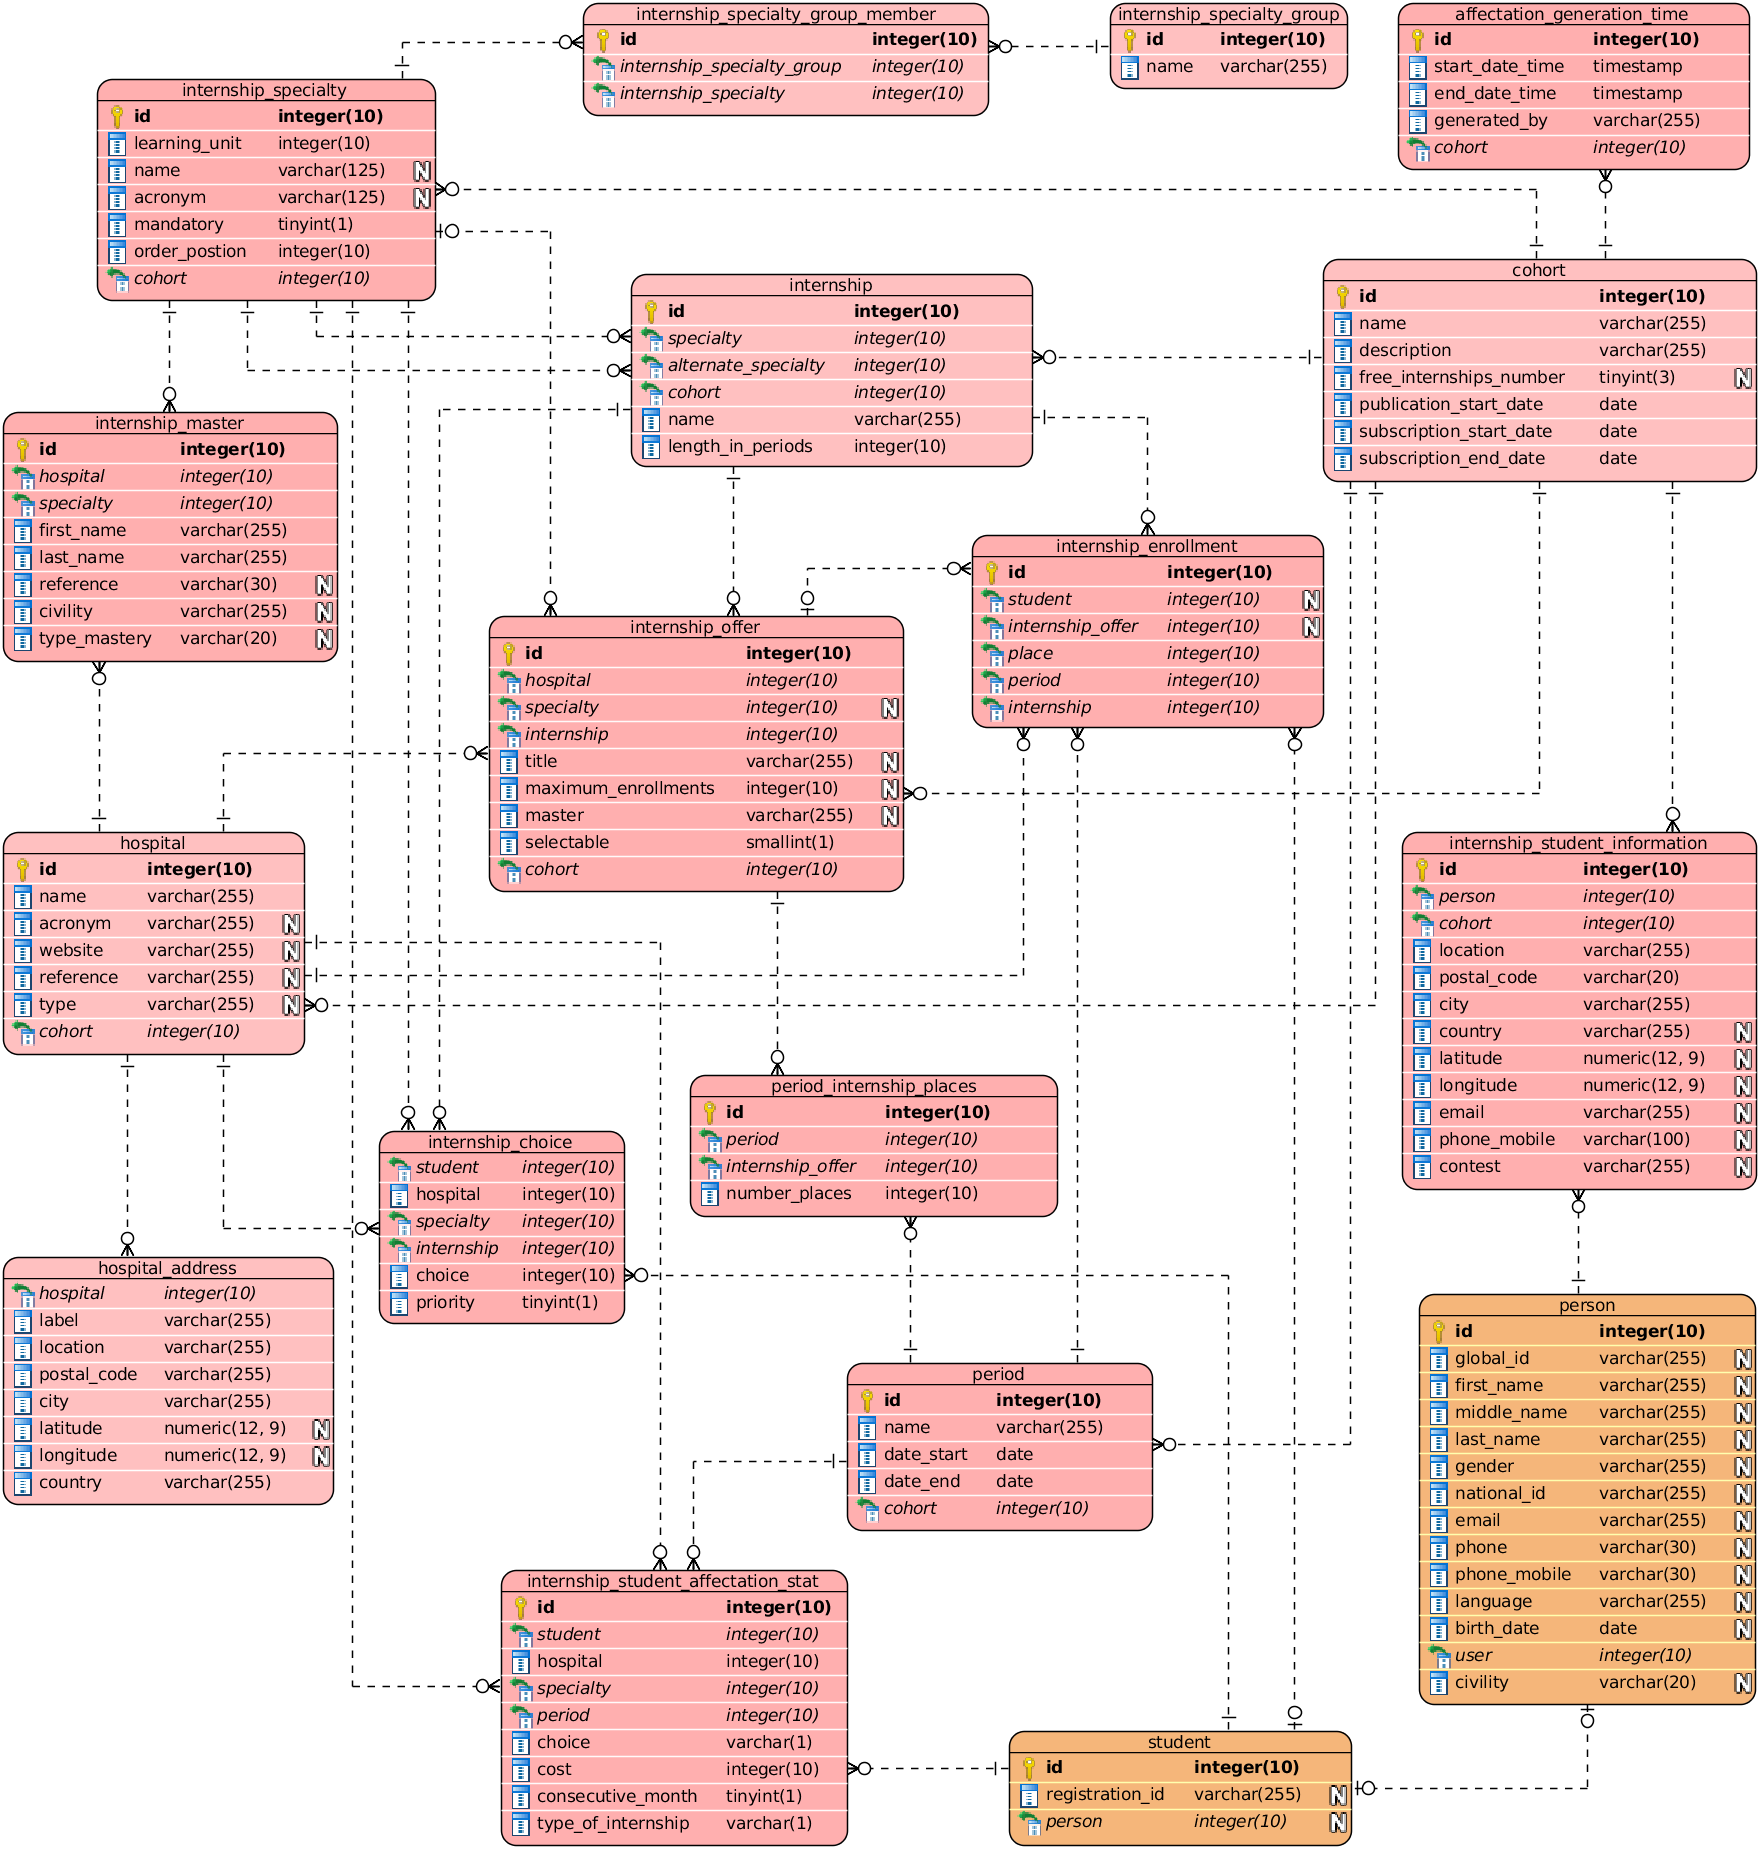 internship_specialty_group_member
id integer(10)
internship_specialty_group integer(10)
internship_specialty integer(10)
internship_specialty_group
id integer(10)
name varchar(255)
affectation_generation_time
id integer(10)
start_date_time timestamp
end_date_time timestamp
generated_by varchar(255)
cohort integer(10)
internship_specialty
id integer(10)
learning_unit integer(10)
name varchar(125) N
acronym varchar(125) N
mandatory tinyint(1)
order_postion integer(10)
cohort integer(10)
internship
id integer(10)
specialty integer(10)
alternate_specialty integer(10)
cohort integer(10)
name varchar(255)
length_in_periods integer(10)
cohort
id integer(10)
name varchar(255)
description varchar(255)
free_internships_number tinyint(3) N
publication_start_date date
subscription_start_date date
subscription_end_date date
internship_master
id integer(10)
hospital integer(10)
specialty integer(10)
first_name varchar(255)
last_name varchar(255)
reference varchar(30) N
civility varchar(255) N
type_mastery varchar(20) N
internship_enrollment
id integer(10)
student integer(10) N
internship_offer integer(10) N
place integer(10)
period integer(10)
internship integer(10)
internship_offer
id integer(10)
hospital integer(10)
specialty integer(10) N
internship integer(10)
title varchar(255) N
maximum_enrollments integer(10) N
master varchar(255) N
selectable smallint(1)
cohort integer(10)
hospital
id integer(10)
name varchar(255)
acronym varchar(255) N
website varchar(255) N
reference varchar(255) N
type varchar(255) N
cohort integer(10)
internship_student_information
id integer(10)
person integer(10)
cohort integer(10)
location varchar(255)
postal_code varchar(20)
city varchar(255)
country varchar(255) N
latitude numeric(12, 9) N
longitude numeric(12, 9) N
email varchar(255) N
phone_mobile varchar(100) N
contest varchar(255) N
period_internship_places
id integer(10)
period integer(10)
internship_offer integer(10)
number_places integer(10)
internship_choice
student integer(10)
hospital integer(10)
specialty integer(10)
internship integer(10)
choice integer(10)
priority tinyint(1)
hospital_address
hospital integer(10)
label varchar(255)
location varchar(255)
postal_code varchar(255)
city varchar(255)
latitude numeric(12, 9) N
longitude numeric(12, 9) N
country varchar(255)
person
id integer(10)
global_id varchar(255) N
first_name varchar(255) N
middle_name varchar(255) N
last_name varchar(255) N
gender varchar(255) N
national_id varchar(255) N
email varchar(255) N
phone varchar(30) N
phone_mobile varchar(30) N
language varchar(255) N
birth_date date N
user integer(10)
civility varchar(20) N
period
id integer(10)
name varchar(255)
date_start date
date_end date
cohort integer(10)
internship_student_affectation_stat
id integer(10)
student integer(10)
hospital integer(10)
specialty integer(10)
period integer(10)
choice varchar(1)
cost integer(10)
consecutive_month tinyint(1)
type_of_internship varchar(1)
student
id integer(10)
registration_id varchar(255) N
person integer(10) N